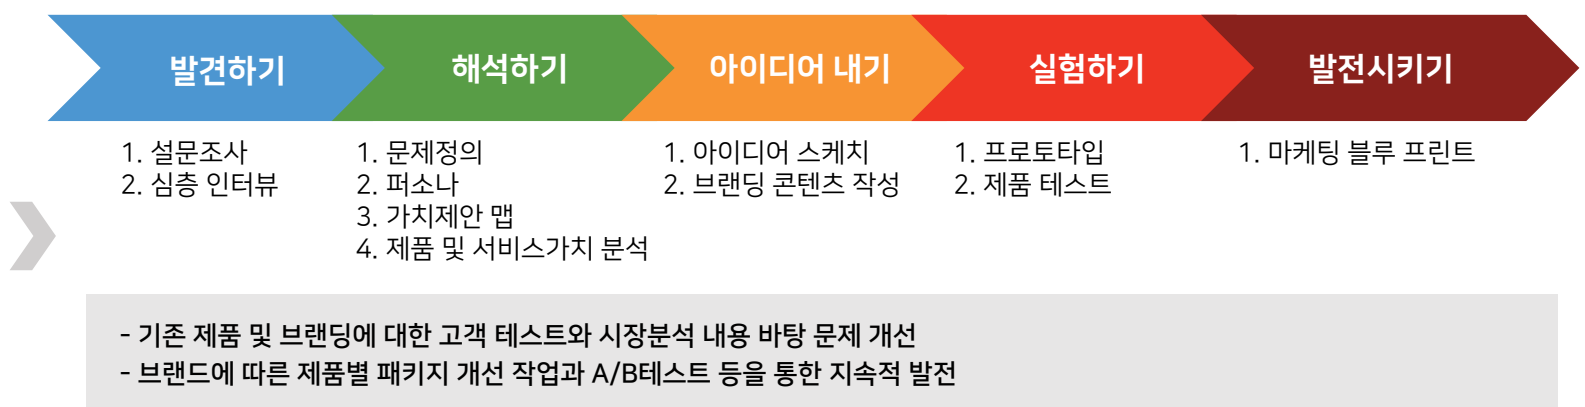 발견하기
해석하기
아이디어 내기
실험하기
발전시키기
1. 설문조사
2. 심층 인터뷰
1. 문제정의
2. 퍼소나
3. 가치제안 맵
4. 제품 및 서비스가치 분석
1. 아이디어 스케치
2. 브랜딩 콘텐츠 작성
1. 프로토타입
2. 제품 테스트
1. 마케팅 블루 프린트
- 기존 제품 및 브랜딩에 대한 고객 테스트와 시장분석 내용 바탕 문제 개선
- 브랜드에 따른 제품별 패키지 개선 작업과 A/B테스트 등을 통한 지속적 발전